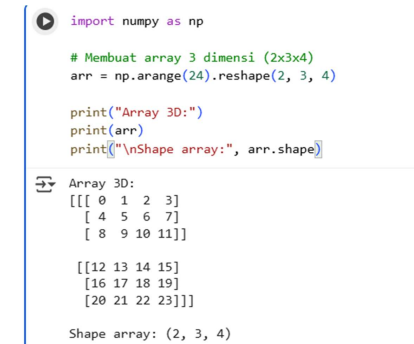 import numpy as np
# Membuat array 3 dimensi (2x3x4)
arr = np.arange(24).reshape(2, 3, 4)
print("Array 3D:")
print(arr)
print("\nShape array:", arr.shape)
Array 3D:
[[[ 0  1  2  3]
  [ 4  5  6  7]
  [ 8  9 10 11]]
 [[12 13 14 15]
  [16 17 18 19]
  [20 21 22 23]]]
Shape array: (2, 3, 4)